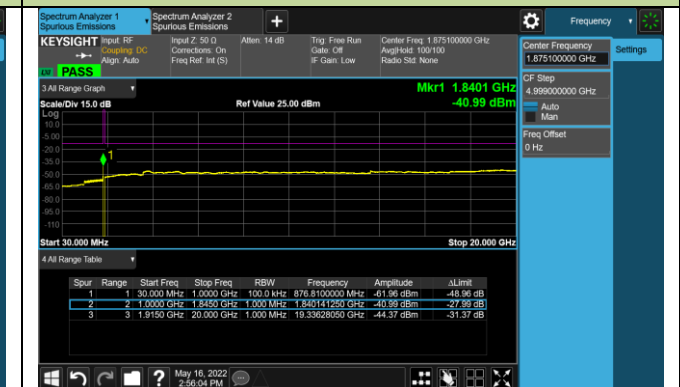 Spectrum Analyzer 1
Spurious Emissions
Spectrum Analyzer 2
Spurious Emissions
Frequency
KEYSIGHT
Input: RF
Coupling: DC
Align: Auto
Input Z: 50 Ω
Corrections: On
Freq Ref: Int (S)
Atten: 14 dB
Trig: Free Run
Gate: Off
IF Gain: Low
Center Freq: 1.875100000 GHz
Avg|Hold: 100/100
Radio Std: None
PASS
Center Frequency
1.875100000 GHz
Settings
CF Step
4.999000000 GHz
Auto
Man
Freq Offset
0 Hz
3 All Range Graph
Mkr1 1.8401 GHz
Scale/Div 15.0 dB
Ref Value 25.00 dBm
-40.99 dBm
Log
10.0
-5.00
-20.0
-35.0
-50.0
-65.0
-80.0
-95.0
-110
1
Start 30.000 MHz
Stop 20.000 GHz
4 All Range Table
Spur Range Start Freq Stop Freq RBW Frequency Amplitude ΔLimit
1 1 30.000 MHz 1.0000 GHz 100.0 kHz 876.8100000 MHz -61.96 dBm -48.96 dB
2 2 1.0000 GHz 1.8450 GHz 1.000 MHz 1.840141250 GHz -40.99 dBm -27.99 dB
3 3 1.9150 GHz 20.000 GHz 1.000 MHz 19.33628050 GHz -44.37 dBm -31.37 dB
?
May 16, 2022
2:56:04 PM